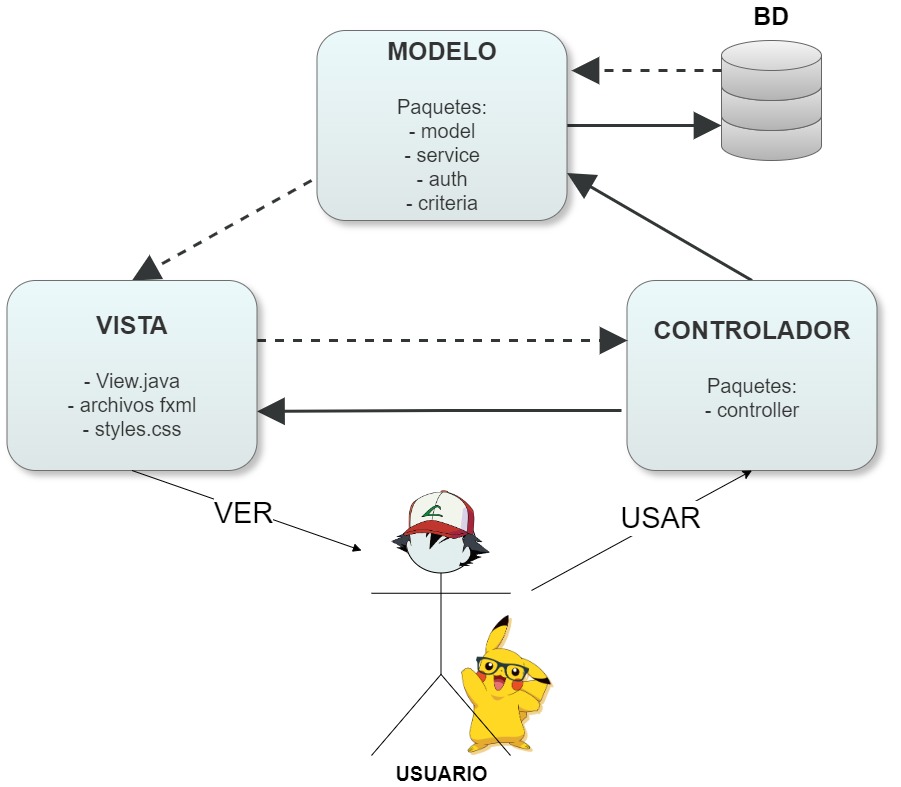 BD
MODELO
Paquetes:
- model
- service
- auth
- criteria
VISTA
- View.java
- archivos fxml
- styles.css
CONTROLADOR
Paquetes:
- controller
VER
USAR
USUARIO